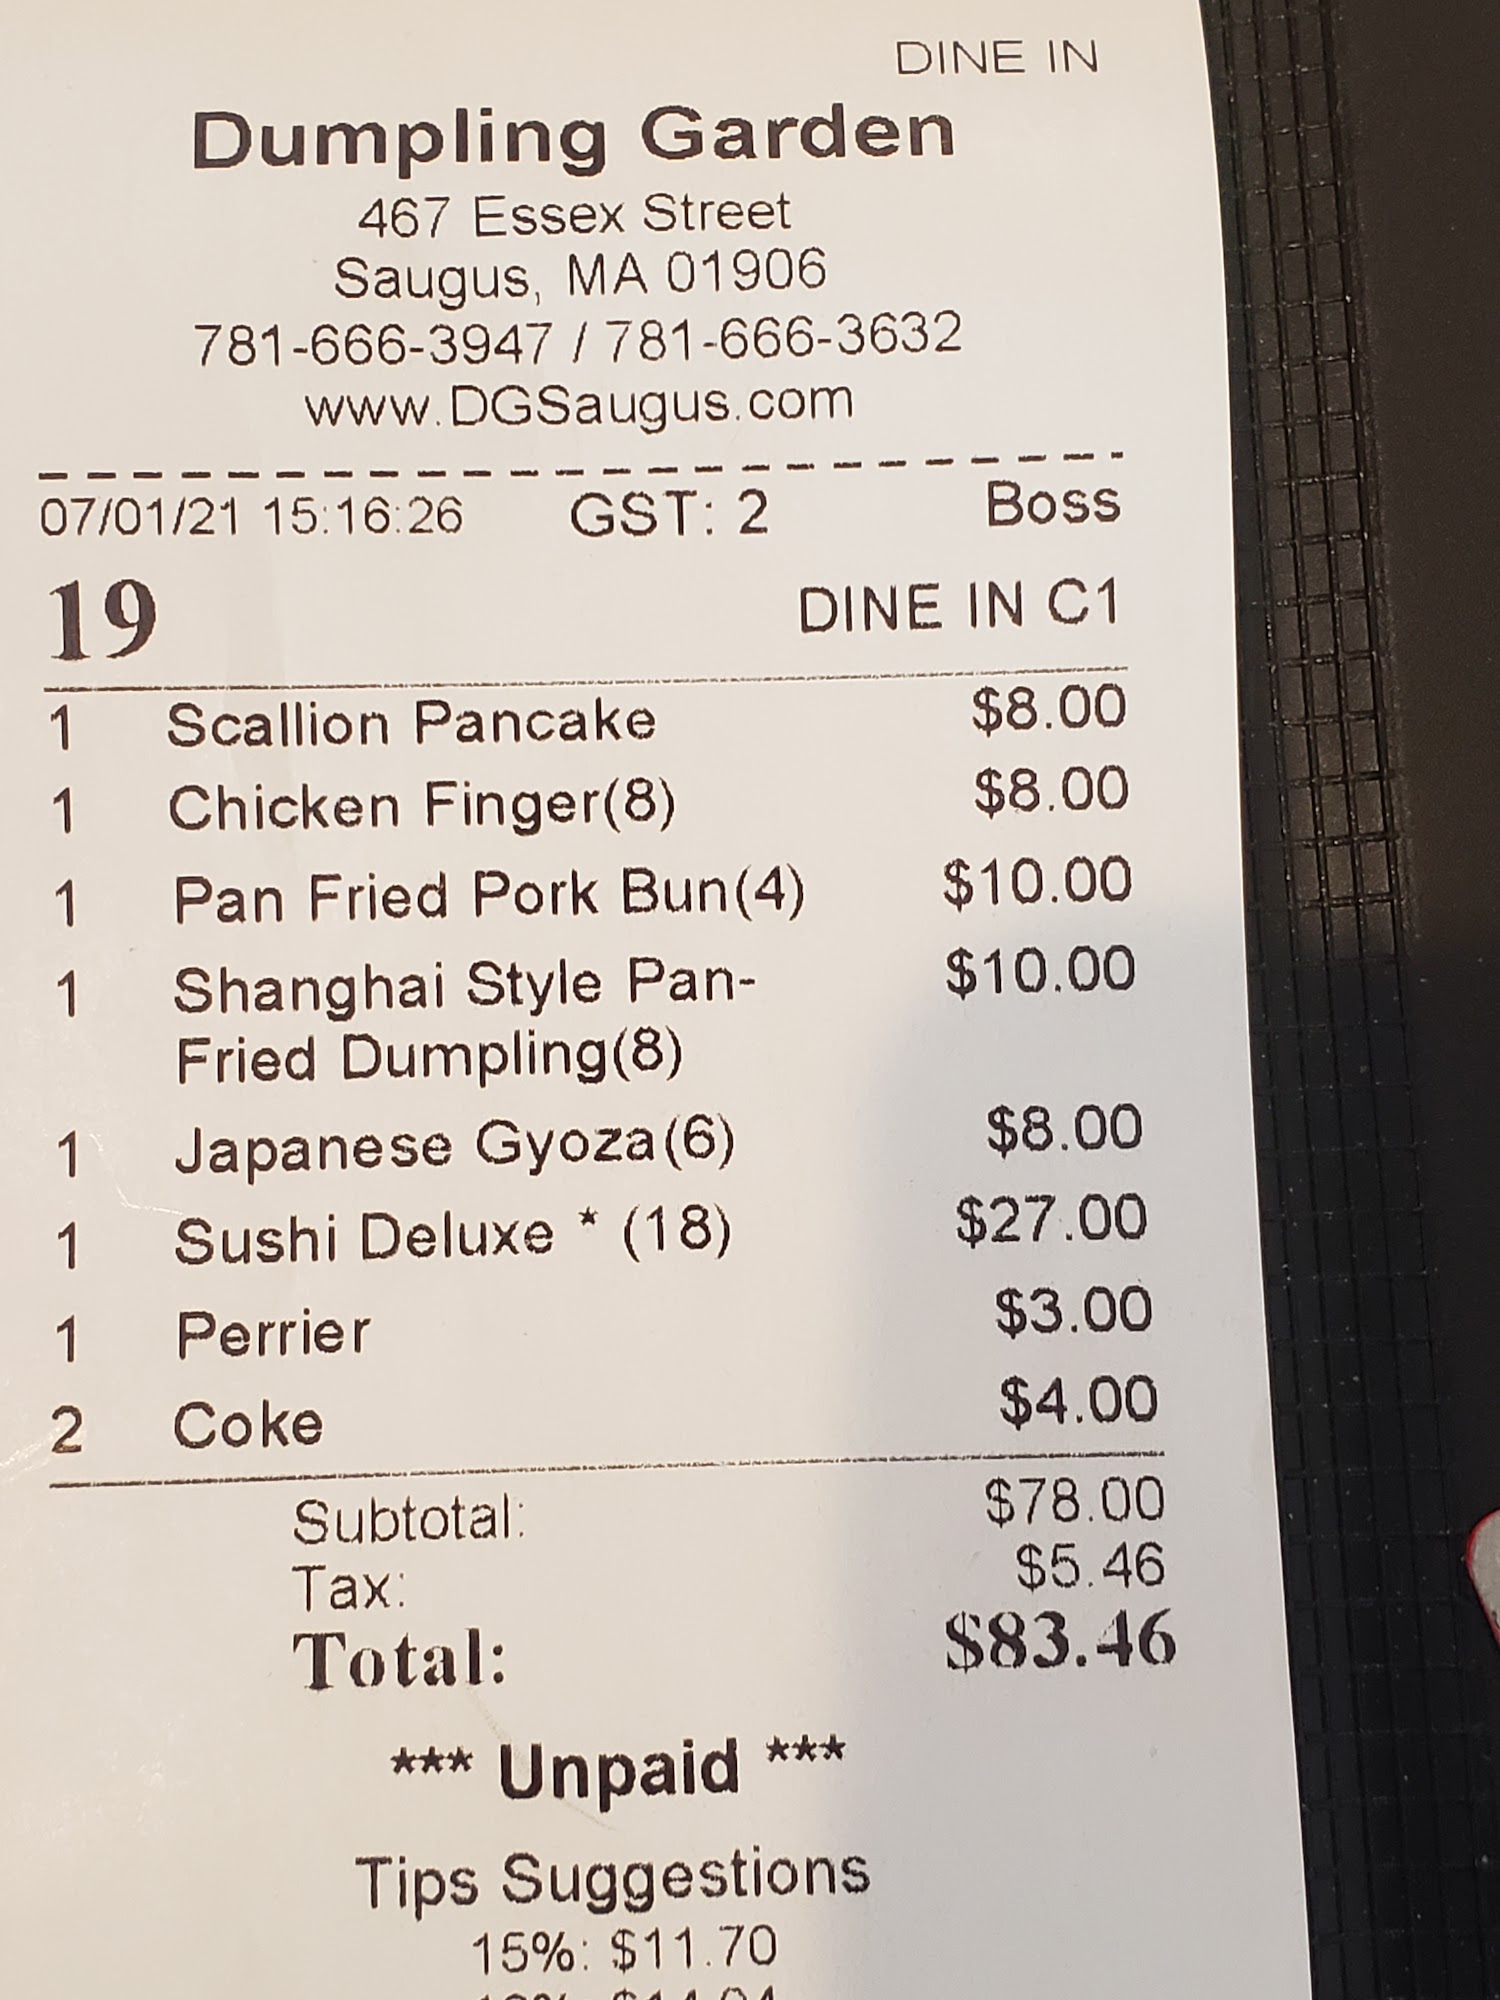 DINE IN
Dumpling Garden
467 Essex Street
Saugus, MA 01906
781-666-3947 / 781-666-3632
www.DGSaugus.com
07/01/21 15:16:26 GST: 2 Boss
19 DINE IN C1
1 Scallion Pancake $8.00
1 Chicken Finger(8) $8.00
1 Pan Fried Pork Bun(4) $10.00
1 Shanghai Style Pan- $10.00
Fried Dumpling(8)
1 Japanese Gyoza(6) $8.00
1 Sushi Deluxe * (18) $27.00
1 Perrier $3.00
2 Coke $4.00
Subtotal: $78.00
Tax: $5.46
Total: $83.46
*** Unpaid ***
Tips Suggestions
15%: $11.70